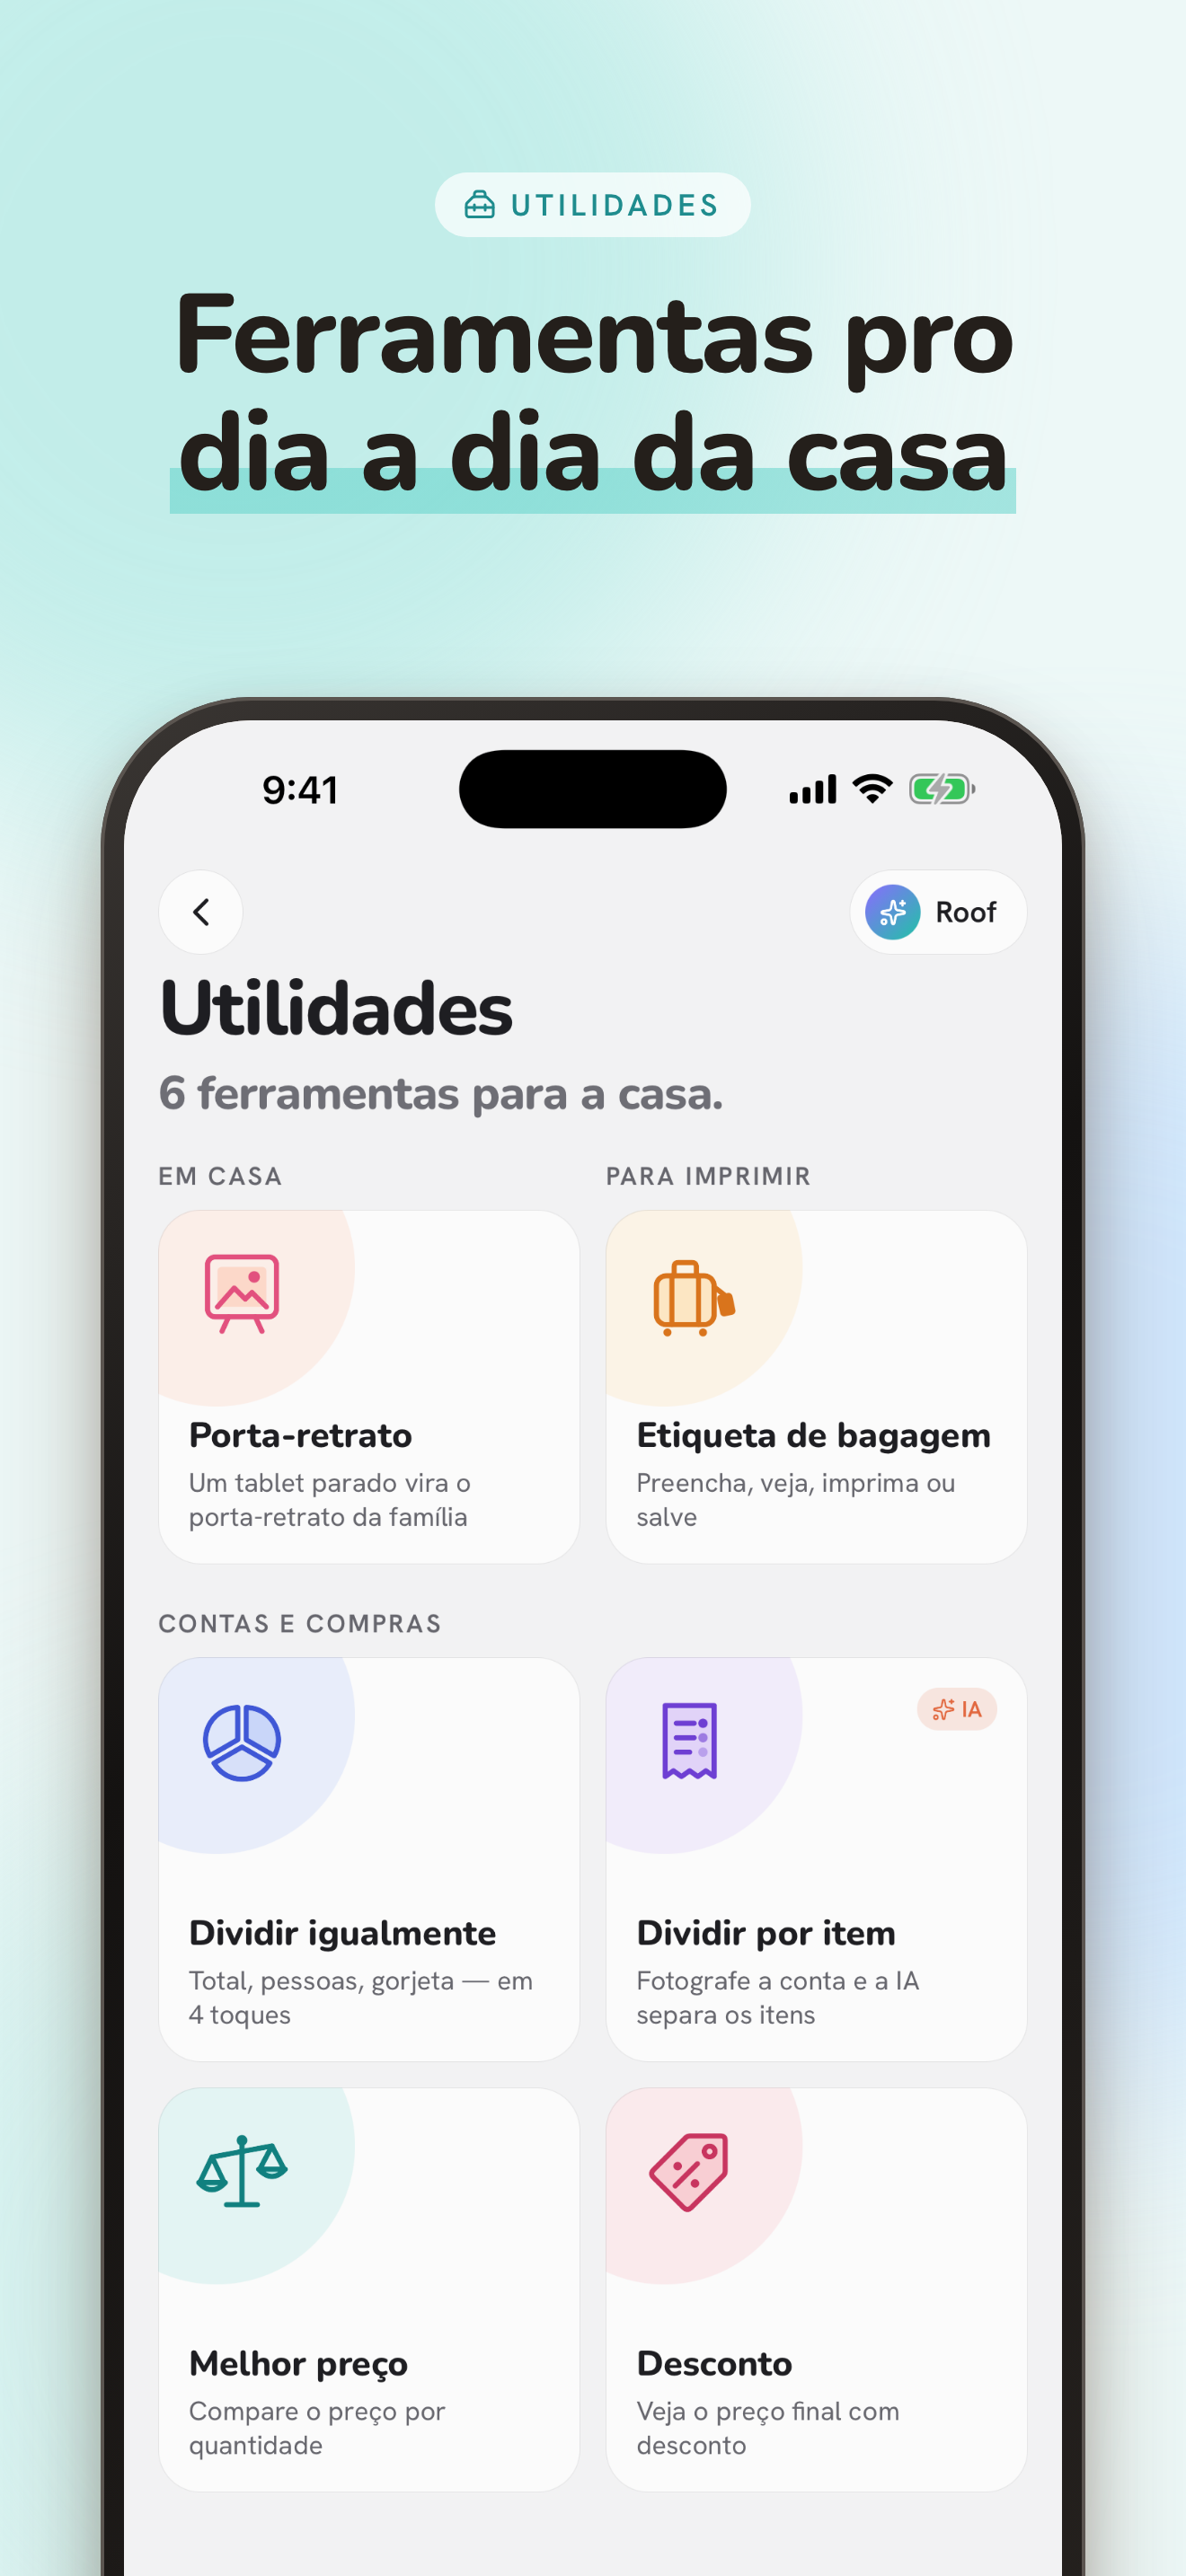 UTILIDADES
Ferramentas pro
dia a dia da casa
9:41
Roof
Utilidades
6 ferramentas para a casa.
EM CASA
PARA IMPRIMIR
Porta-retrato
Um tablet parado vira o
porta-retrato da família
Etiqueta de bagagem
Preencha, veja, imprima ou
salve
CONTAS E COMPRAS
Dividir igualmente
Total, pessoas, gorjeta — em
4 toques
IA
Dividir por item
Fotografe a conta e a IA
separa os itens
Melhor preço
Compare o preço por
quantidade
Desconto
Veja o preço final com
desconto